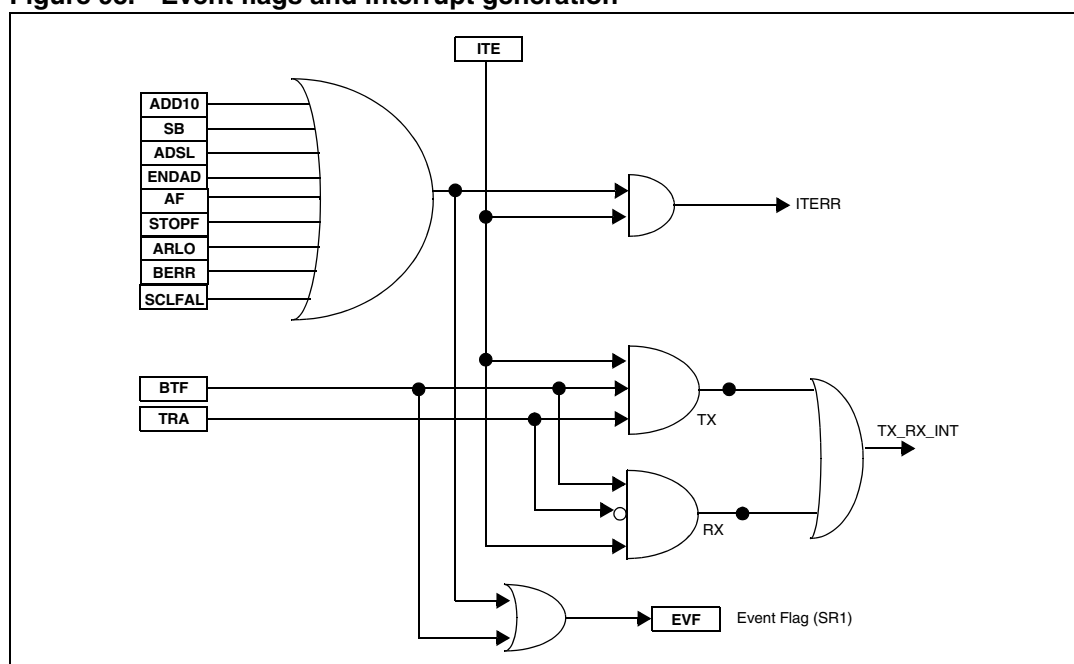 Figure 98. Event flags and interrupt generation
ITE
ADD10
SB
ADSL
ENDAD
AF
STOPF
ARLO
BERR
SCLFAL
ITERR
BTF
TRA
TX
TX_RX_INT
RX
EVF
Event Flag (SR1)